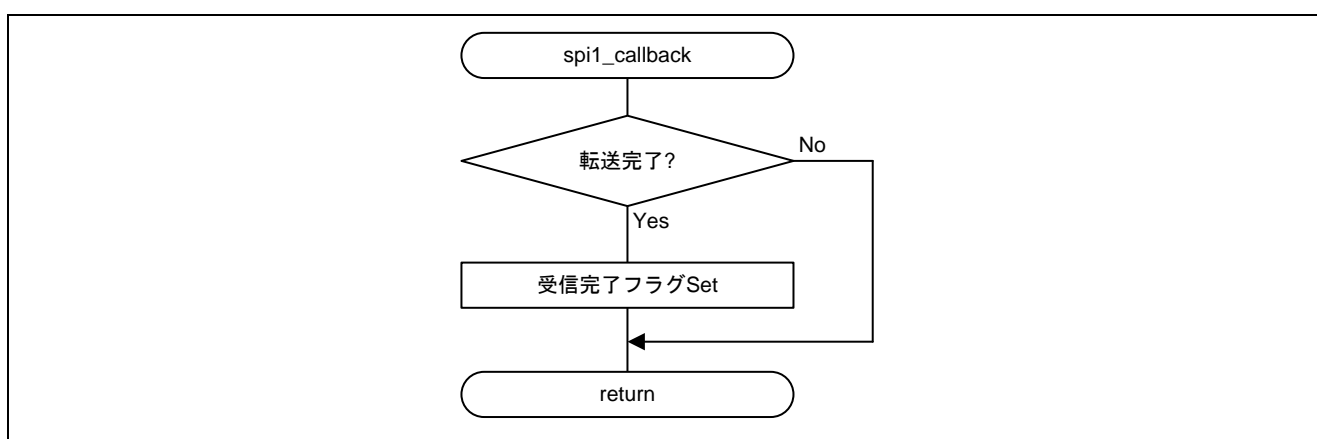 spi1_callback
転送完了?
No
Yes
受信完了フラグSet
return